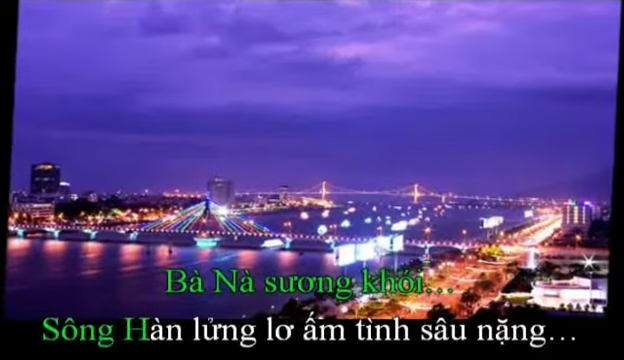 Bà Nà sương khói...
Sông Hàn lửng lơ ấm tình sâu nặng...